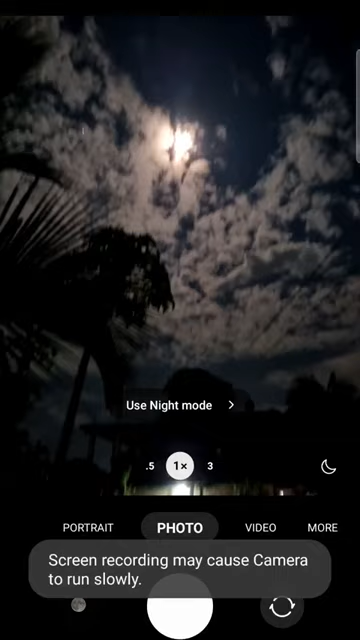 Use Night mode
.5 1× 3
PORTRAIT PHOTO VIDEO MORE
Screen recording may cause Camera
to run slowly.